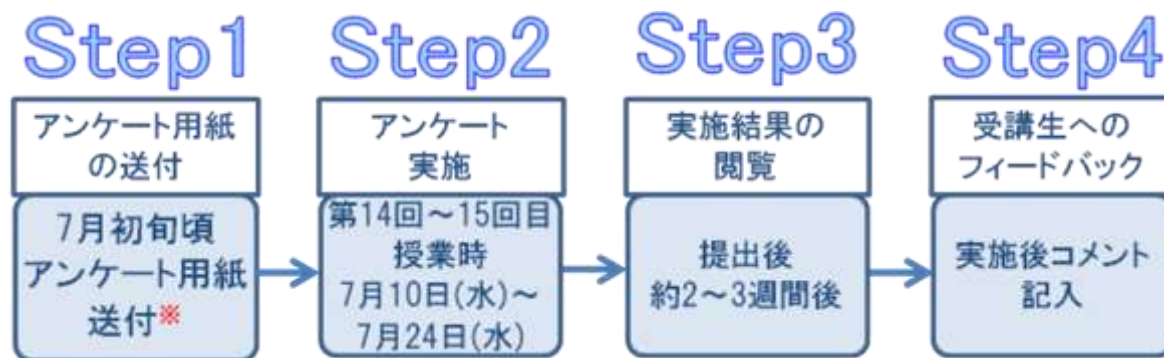 Step1
アンケート用紙
の送付
7月初旬頃
アンケート用紙
送付※
Step2
アンケート
実施
第14回～15回目
授業時
7月10日(水)～
7月24日(水)
Step3
実施結果の
閲覧
提出後
約2～3週間後
Step4
受講生への
フィードバック
実施後コメント
記入